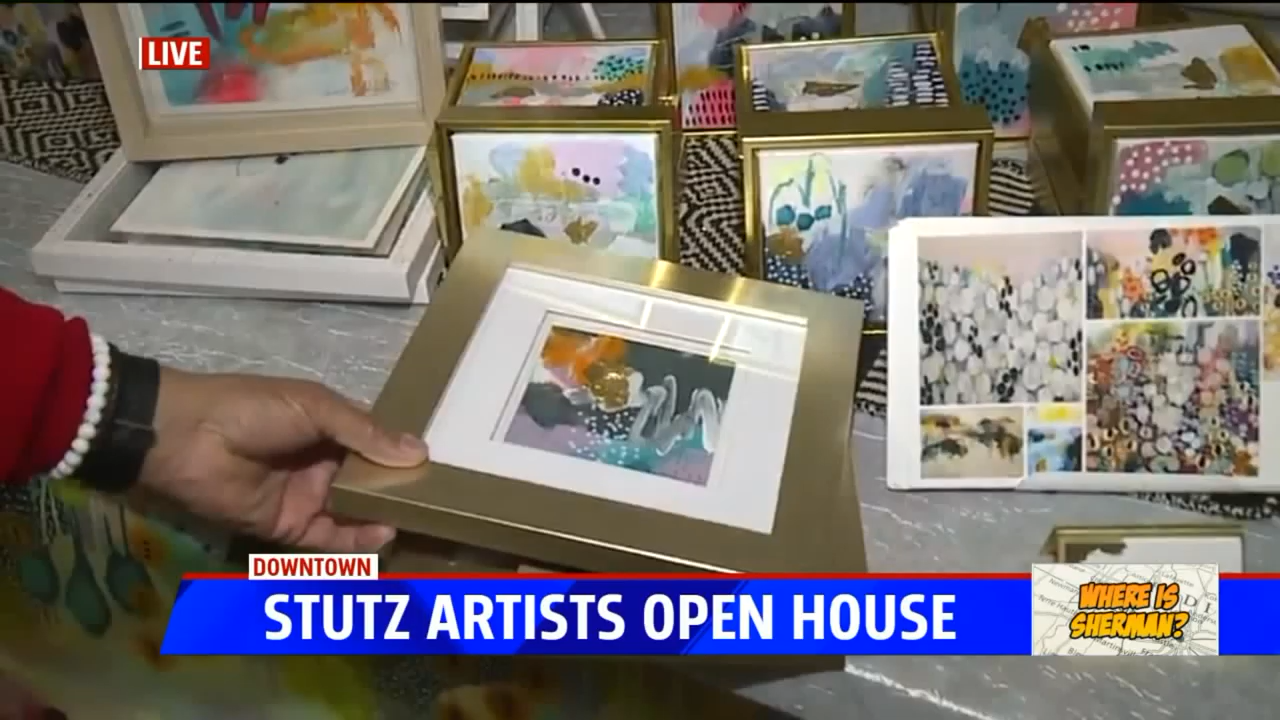 LIVE
DOWNTOWN
STUTZ ARTISTS OPEN HOUSE
WHERE IS
SHERMAN?